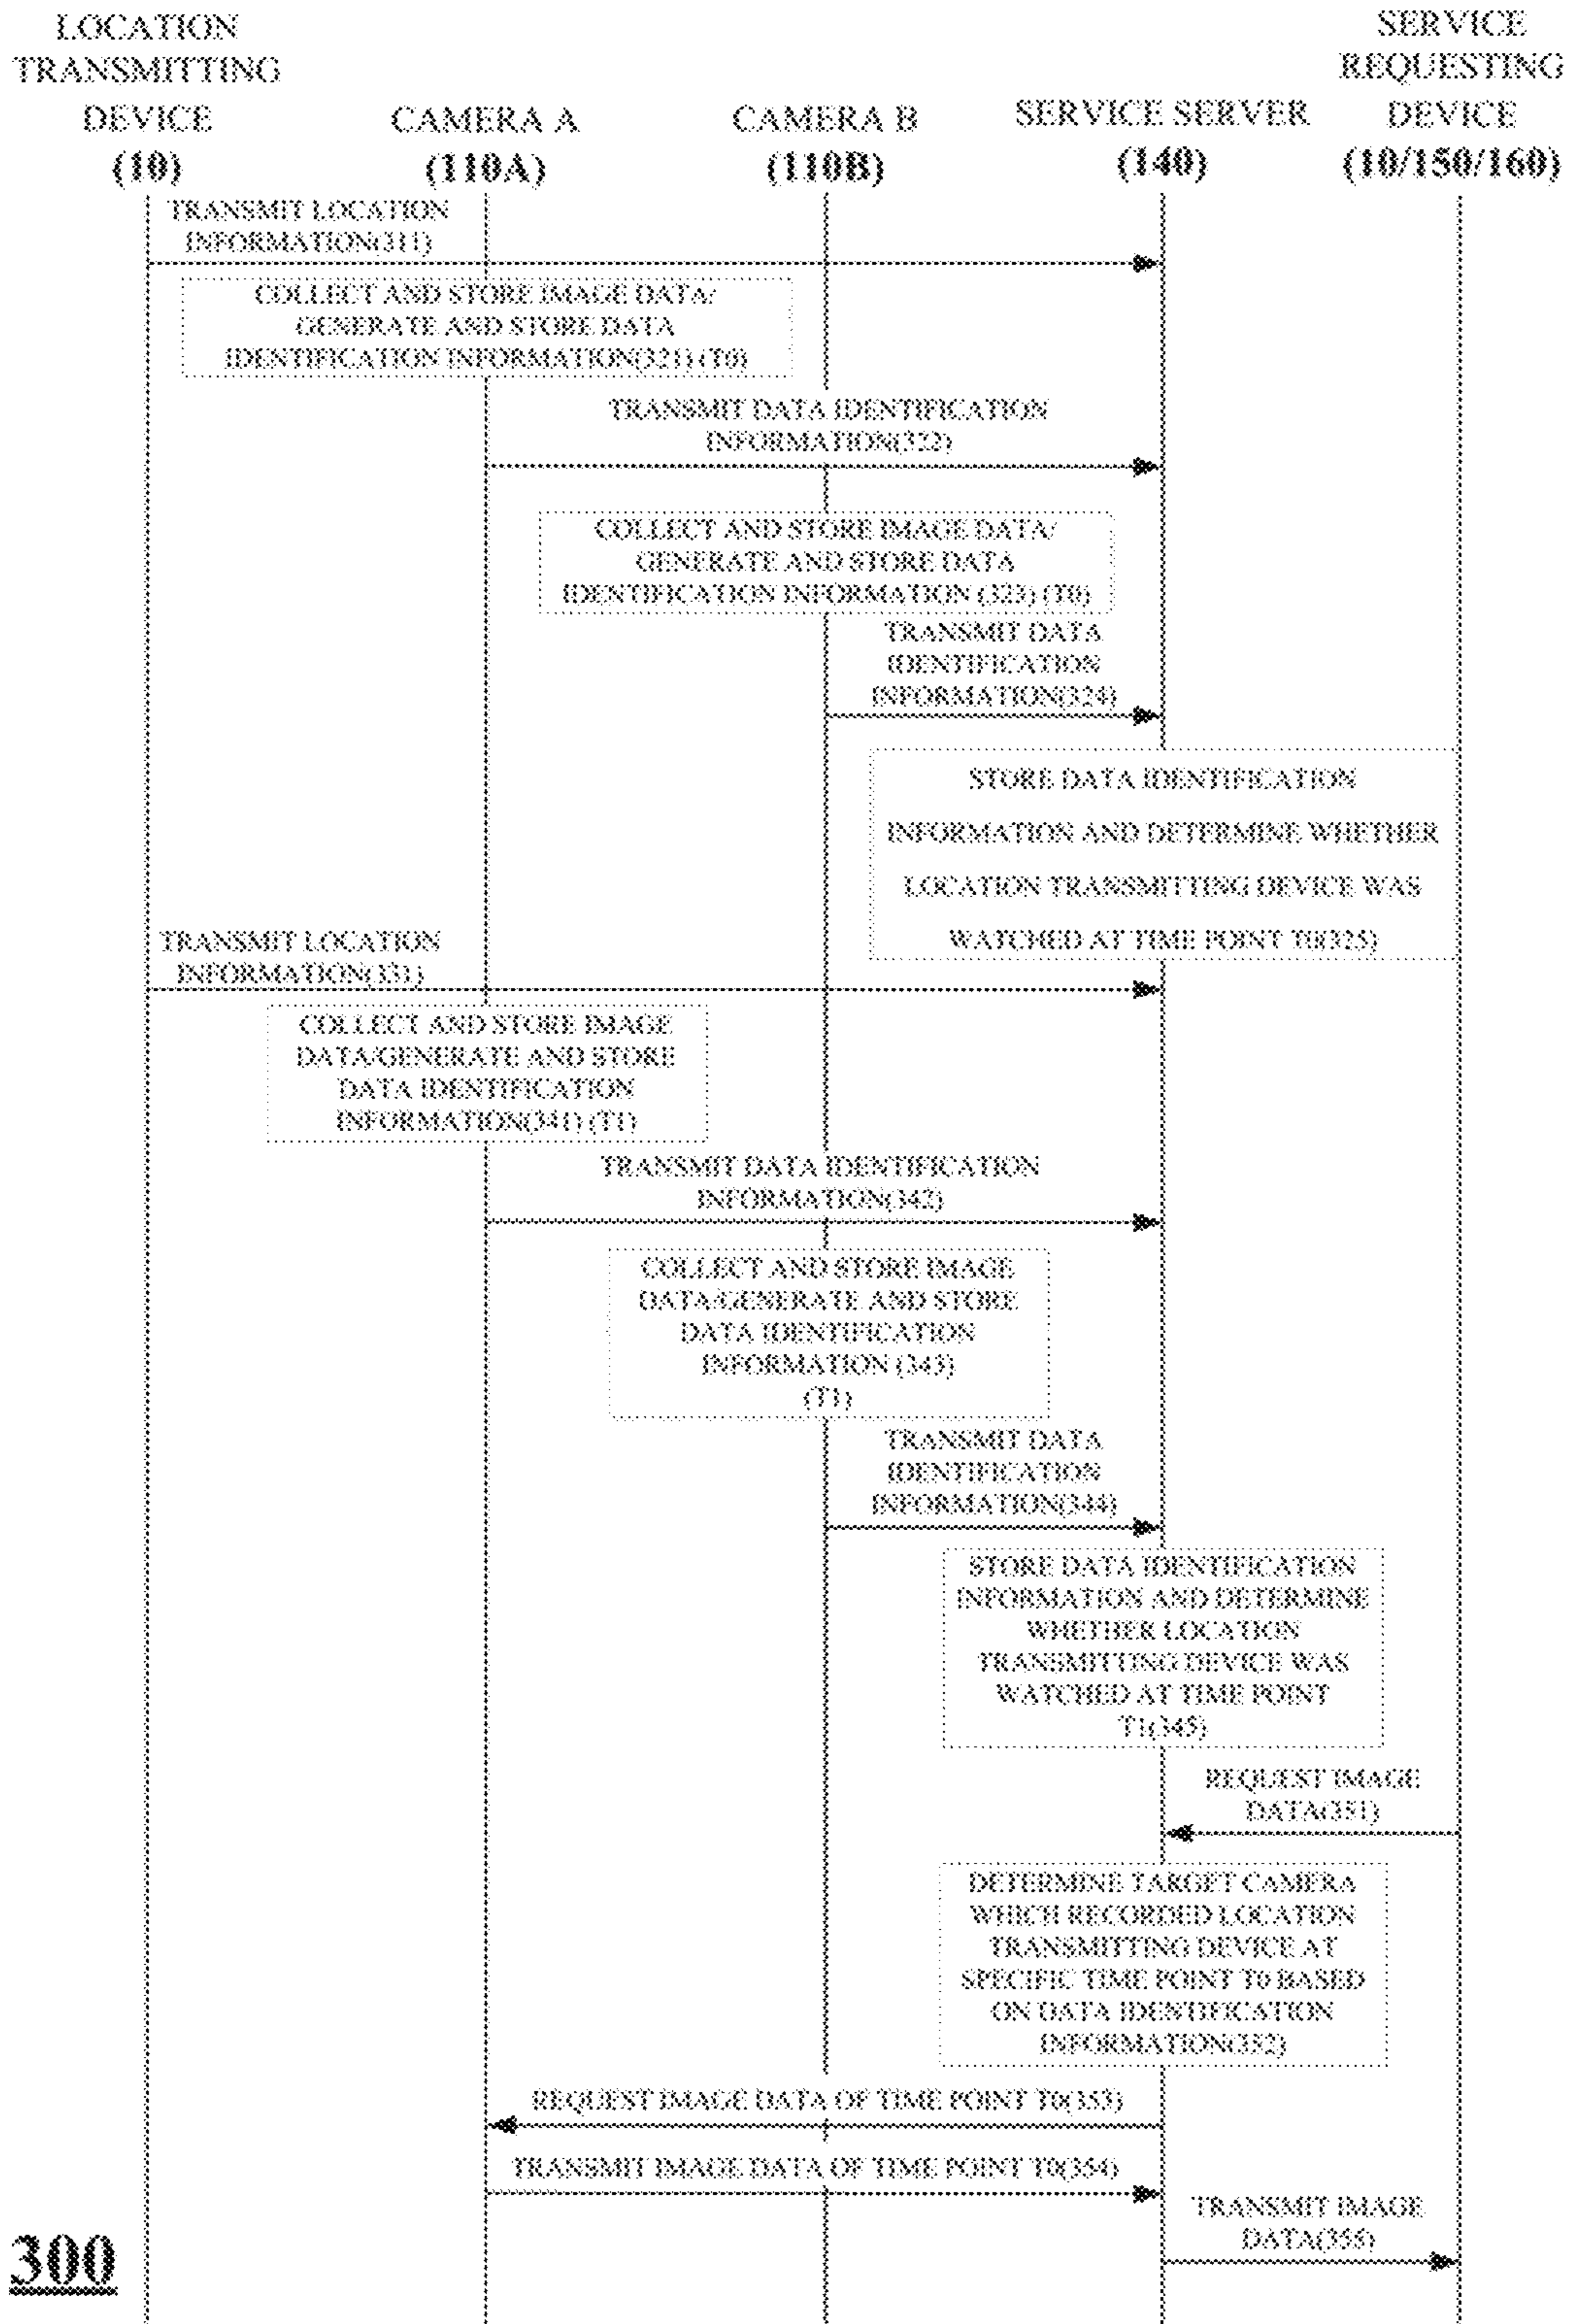 LOCATION
TRANSMITTING
DEVICE
(10)
CAMERA A
(110A)
CAMERA B
(110B)
SERVICE SERVER
(140)
SERVICE
REQUESTING
DEVICE
(10/150/160)
TRANSMIT LOCATION
INFORMATION(311)
COLLECT AND STORE IMAGE DATA/
GENERATE AND STORE DATA
IDENTIFICATION INFORMATION(321) (T0)
TRANSMIT DATA IDENTIFICATION
INFORMATION(322)
COLLECT AND STORE IMAGE DATA/
GENERATE AND STORE DATA
IDENTIFICATION INFORMATION (323) (T0)
TRANSMIT DATA
IDENTIFICATION
INFORMATION(324)
STORE DATA IDENTIFICATION
INFORMATION AND DETERMINE WHETHER
LOCATION TRANSMITTING DEVICE WAS
WATCHED AT TIME POINT T0(325)
TRANSMIT LOCATION
INFORMATION(331)
COLLECT AND STORE IMAGE
DATA/GENERATE AND STORE
DATA IDENTIFICATION
INFORMATION(341) (T1)
TRANSMIT DATA IDENTIFICATION
INFORMATION(342)
COLLECT AND STORE IMAGE
DATA/GENERATE AND STORE
DATA IDENTIFICATION
INFORMATION (343)
(T1)
TRANSMIT DATA
IDENTIFICATION
INFORMATION(344)
STORE DATA IDENTIFICATION
INFORMATION AND DETERMINE
WHETHER LOCATION
TRANSMITTING DEVICE WAS
WATCHED AT TIME POINT
T1(345)
REQUEST IMAGE
DATA(351)
DETERMINE TARGET CAMERA
WHICH RECORDED LOCATION
TRANSMITTING DEVICE AT
SPECIFIC TIME POINT T0 BASED
ON DATA IDENTIFICATION
INFORMATION(352)
REQUEST IMAGE DATA OF TIME POINT T0(353)
TRANSMIT IMAGE DATA OF TIME POINT T0(354)
TRANSMIT IMAGE
DATA(355)
300